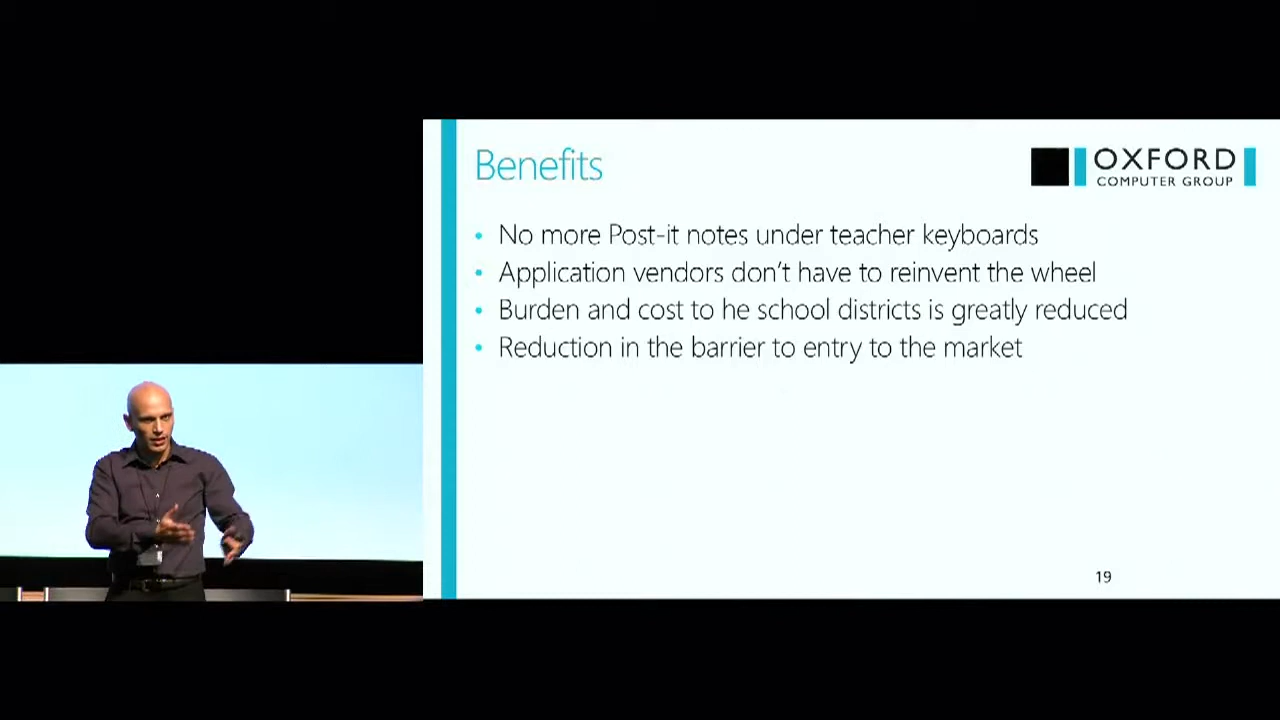 Benefits
OXFORD
COMPUTER GROUP
• No more Post-it notes under teacher keyboards
• Application vendors don't have to reinvent the wheel
• Burden and cost to he school districts is greatly reduced
• Reduction in the barrier to entry to the market
19